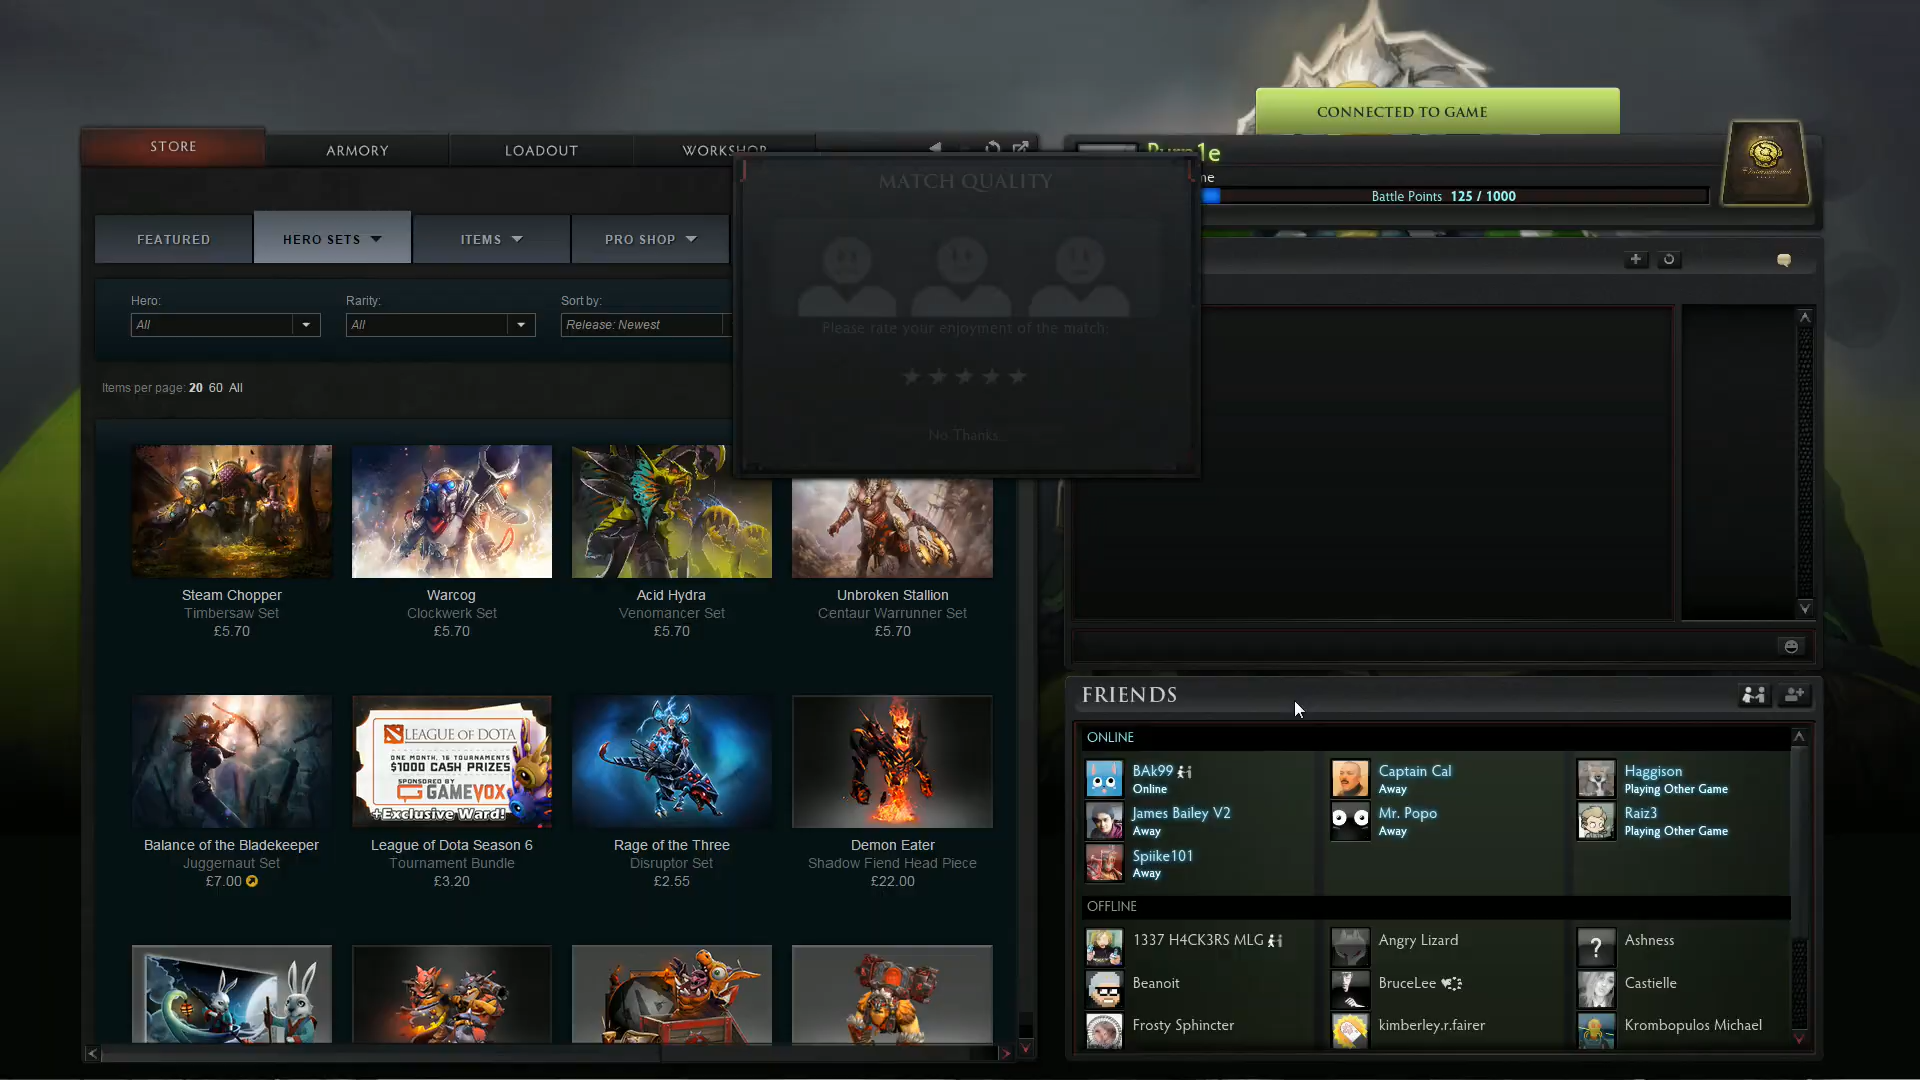 CONNECTED TO GAME
STORE
ARMORY
LOADOUT
WORKSHOP
Purp1e
Battle Points 125 / 1000
MATCH QUALITY
FEATURED
HERO SETS
ITEMS
PRO SHOP
Hero:
Rarity:
Sort by:
All
All
Release: Newest
Please rate your enjoyment of the match:
No Thanks...
Items per page: 20 60 All
Steam Chopper
Timbersaw Set
£5.70
Warcog
Clockwerk Set
£5.70
Acid Hydra
Venomancer Set
£5.70
Unbroken Stallion
Centaur Warrunner Set
£5.70
LEAGUE OF DOTA
ONE MONTH, 16 TOURNAMENTS
$1000 CASH PRIZES
SPONSORED BY
GAMEVOX
+Exclusive Ward!
Balance of the Bladekeeper
Juggernaut Set
£7.00
League of Dota Season 6
Tournament Bundle
£3.20
Rage of the Three
Disruptor Set
£2.55
Demon Eater
Shadow Fiend Head Piece
£22.00
FRIENDS
ONLINE
BAk99
Online
Captain Cal
Away
Haggison
Playing Other Game
James Bailey V2
Away
Mr. Popo
Away
Raiz3
Playing Other Game
Spiike101
Away
OFFLINE
1337 H4CK3RS MLG
Angry Lizard
?
Ashness
Beanoit
BruceLee
Castielle
Frosty Sphincter
kimberley.r.fairer
Krombopulos Michael